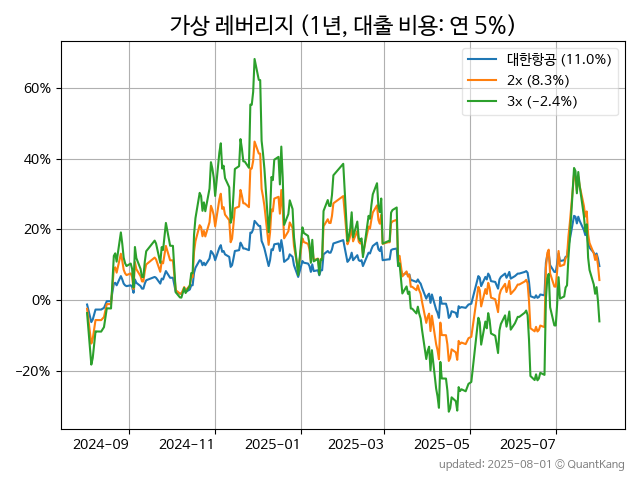 가상 레버리지 (1년, 대출 비용: 연 5%)
대한항공 (11.0%)
2x (8.3%)
3x (−2.4%)
60%
40%
20%
0%
−20%
2024-09 2024-11 2025-01 2025-03 2025-05 2025-07
updated: 2025-08-01 © QuantKang